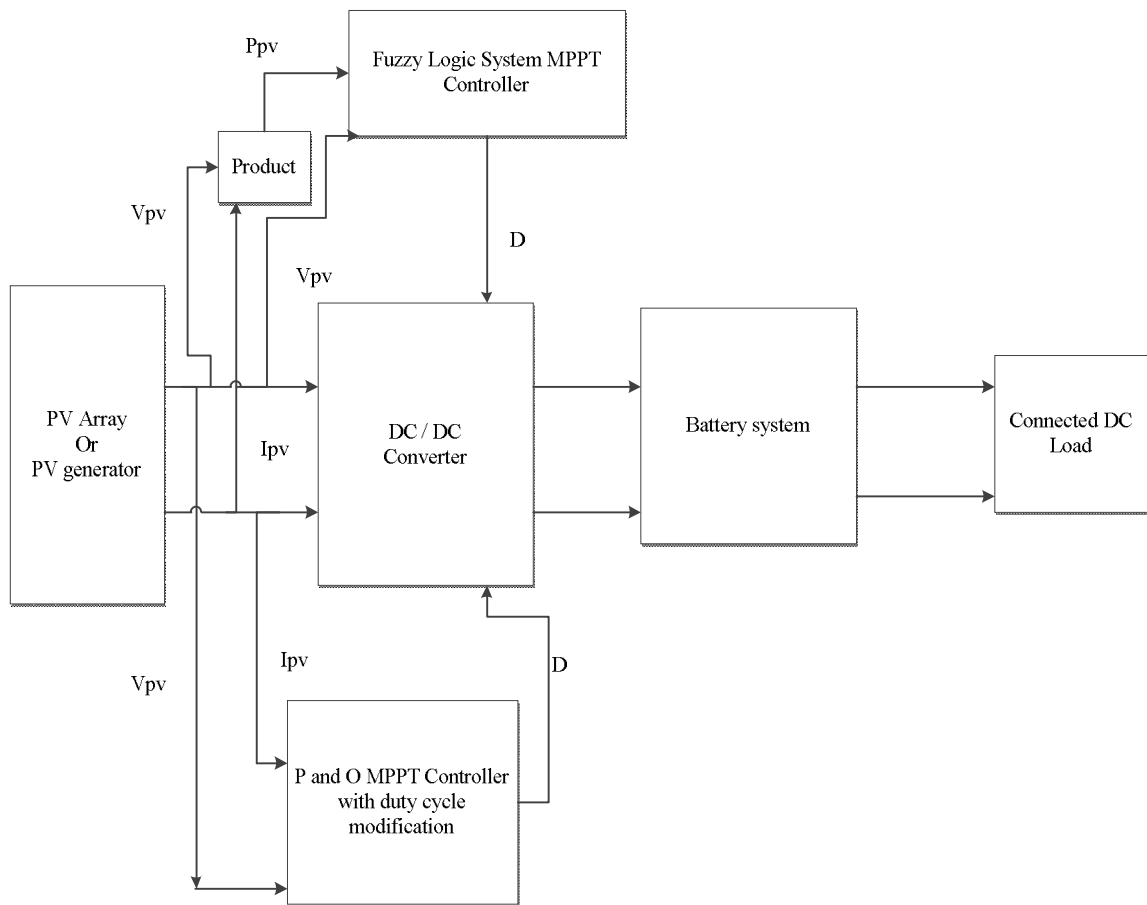 Ppv
Fuzzy Logic System MPPT
Controller
Product
Vpv
D
Vpv
PV Array
Or
PV generator
Ipv
DC / DC
Converter
Battery system
Connected DC
Load
Ipv
Vpv
D
P and O MPPT Controller
with duty cycle
modification